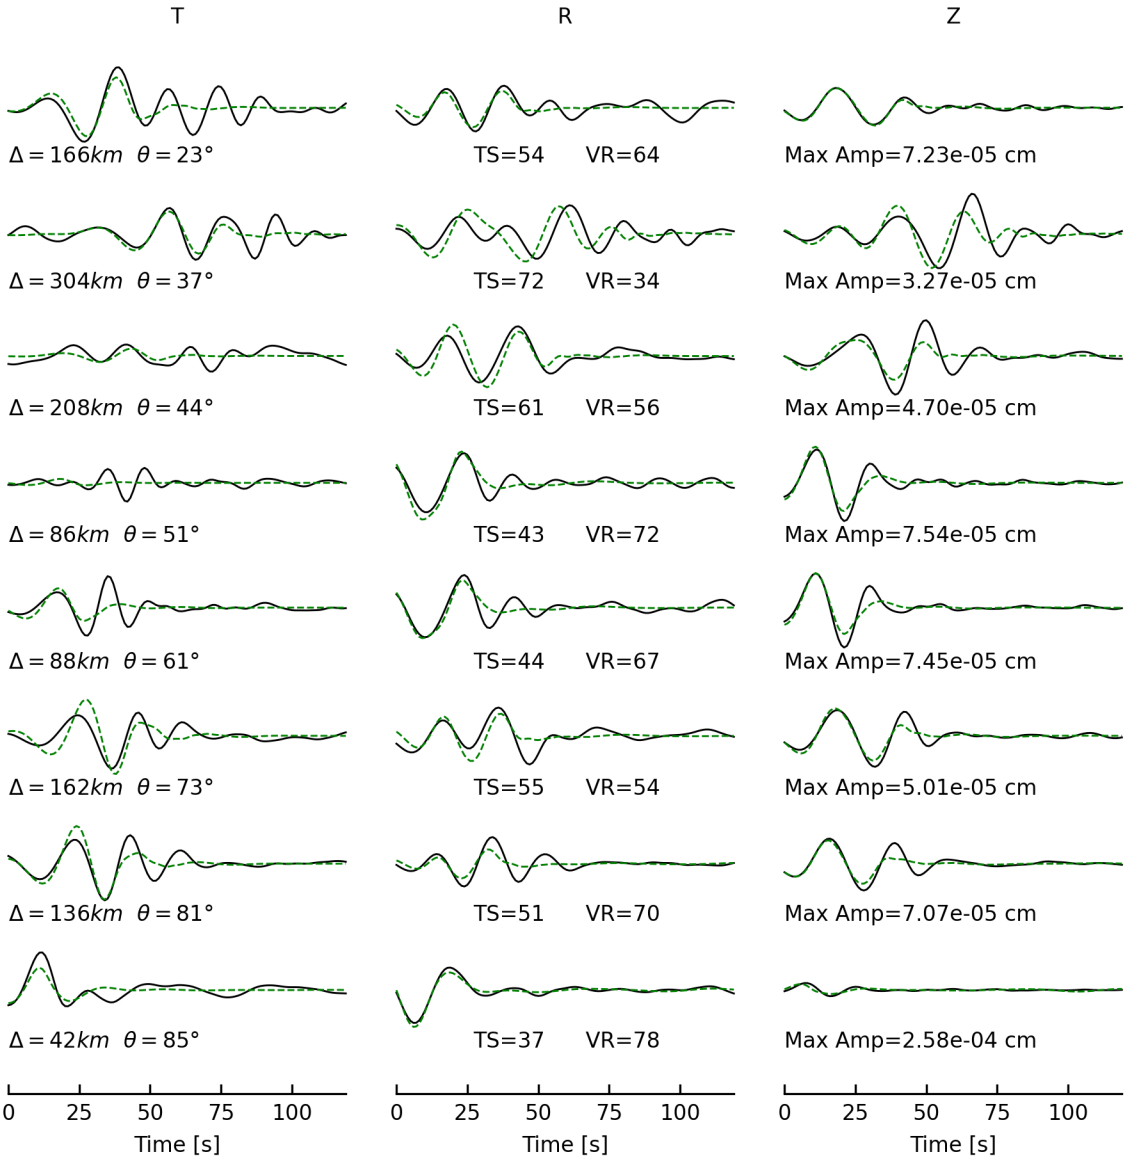 T R Z
Δ = 166km θ = 23° TS=54 VR=64 Max Amp=7.23e-05 cm
Δ = 304km θ = 37° TS=72 VR=34 Max Amp=3.27e-05 cm
Δ = 208km θ = 44° TS=61 VR=56 Max Amp=4.70e-05 cm
Δ = 86km θ = 51° TS=43 VR=72 Max Amp=7.54e-05 cm
Δ = 88km θ = 61° TS=44 VR=67 Max Amp=7.45e-05 cm
Δ = 162km θ = 73° TS=55 VR=54 Max Amp=5.01e-05 cm
Δ = 136km θ = 81° TS=51 VR=70 Max Amp=7.07e-05 cm
Δ = 42km θ = 85° TS=37 VR=78 Max Amp=2.58e-04 cm
0 25 50 75 100 0 25 50 75 100 0 25 50 75 100
Time [s] Time [s] Time [s]